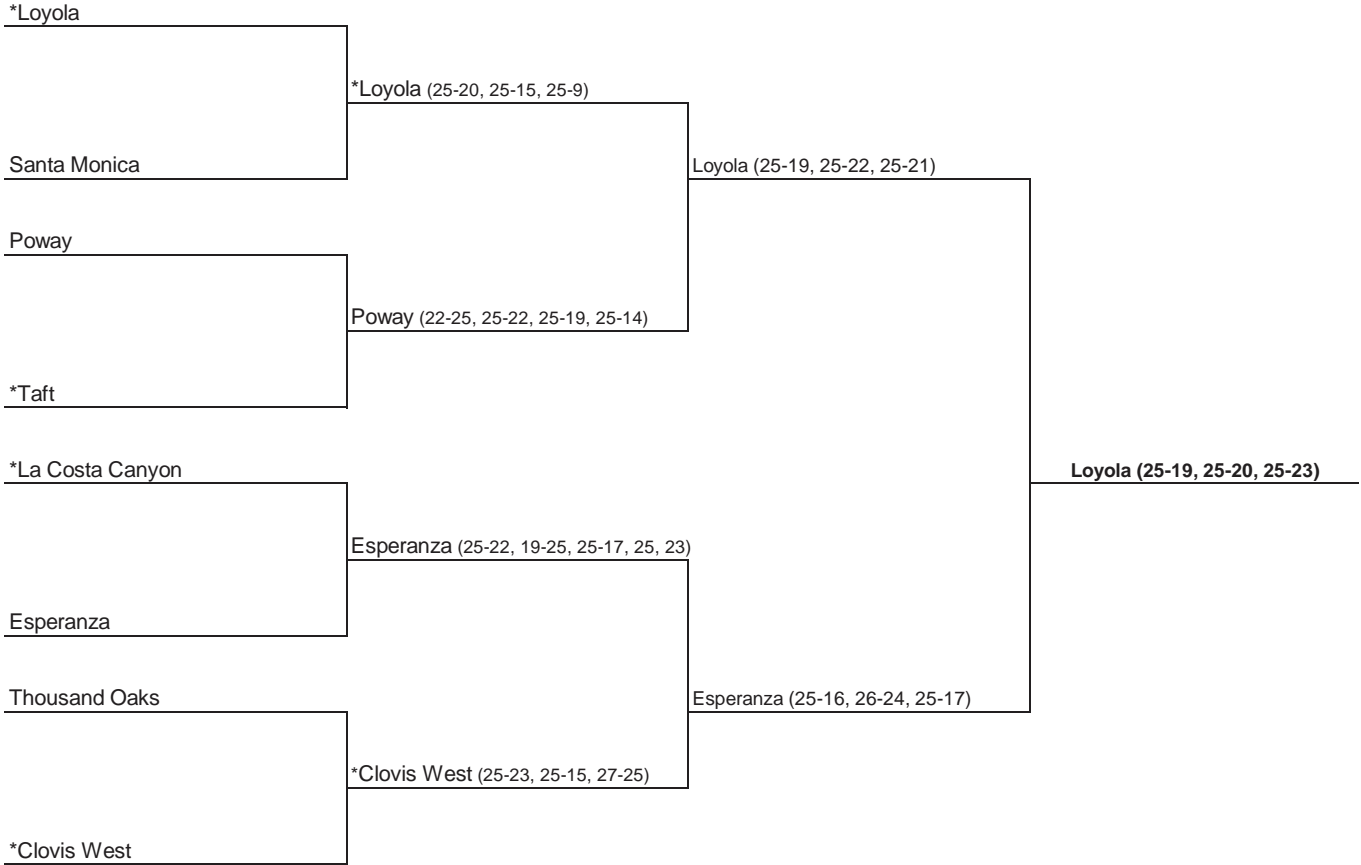 *Loyola
*Loyola (25-20, 25-15, 25-9)
Santa Monica
Loyola (25-19, 25-22, 25-21)
Poway
Poway (22-25, 25-22, 25-19, 25-14)
*Taft
*La Costa Canyon
Loyola (25-19, 25-20, 25-23)
Esperanza (25-22, 19-25, 25-17, 25, 23)
Esperanza
Thousand Oaks
Esperanza (25-16, 26-24, 25-17)
*Clovis West (25-23, 25-15, 27-25)
*Clovis West